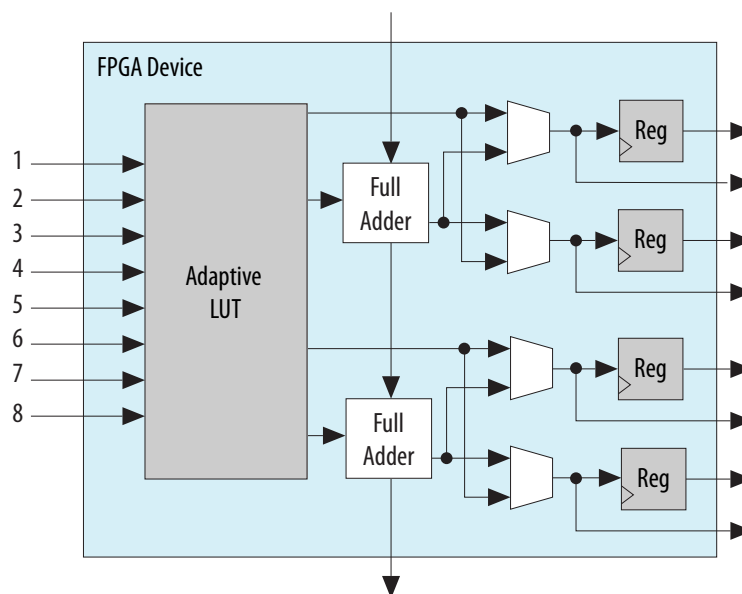 FPGA Device
1
2
3
4
5
6
7
8
Adaptive
LUT
Full
Adder
Full
Adder
Reg
Reg
Reg
Reg